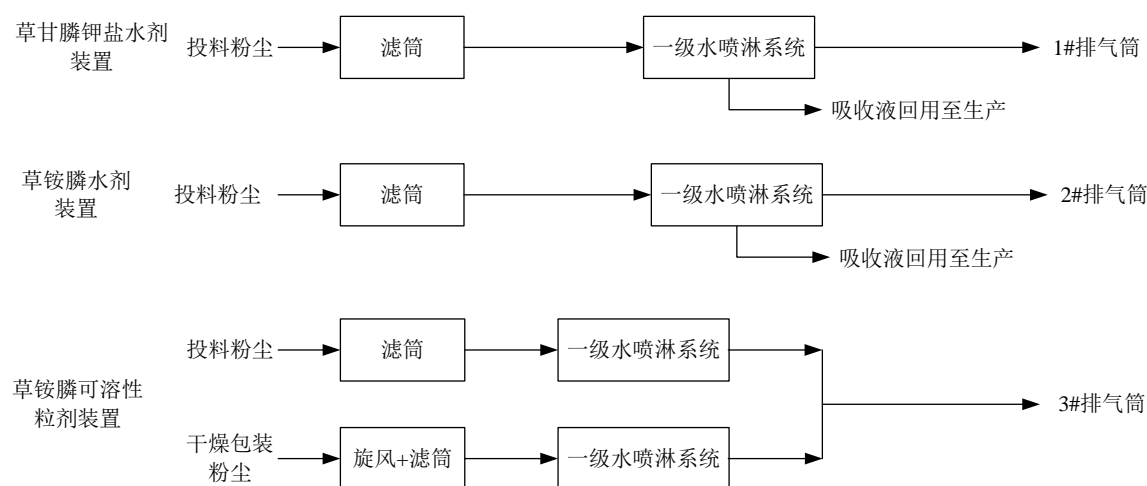 草甘膦钾盐水剂
装置
投料粉尘
滤筒
一级水喷淋系统
1#排气筒
吸收液回用至生产
草铵膦水剂
装置
投料粉尘
滤筒
一级水喷淋系统
2#排气筒
吸收液回用至生产
草铵膦可溶性
粒剂装置
投料粉尘
滤筒
一级水喷淋系统
干燥包装
粉尘
旋风+滤筒
一级水喷淋系统
3#排气筒